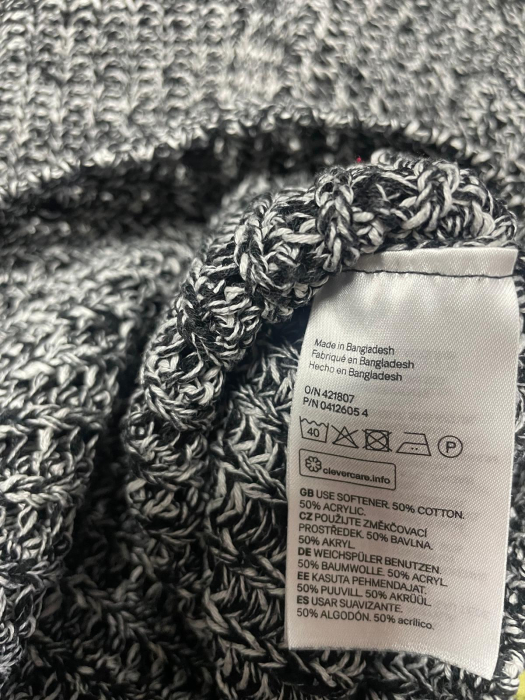 Made in Bangladesh
Fabriqué en Bangladesh
Hecho en Bangladesh
O/N 421807
P/N 0412605 4
40 P
clevercare.info
GB USE SOFTENER. 50% COTTON.
50% ACRYLIC.
CZ POUŽIJTE ZMĚKČOVACÍ
PROSTŘEDEK. 50% BAVLNA.
50% AKRYL.
DE WEICHSPÜLER BENUTZEN.
50% BAUMWOLLE. 50% ACRYL.
EE KASUTA PEHMENDAJAT.
50% PUUVILL. 50% AKRÜÜL.
ES USAR SUAVIZANTE.
50% ALGODÓN. 50% acrílico.